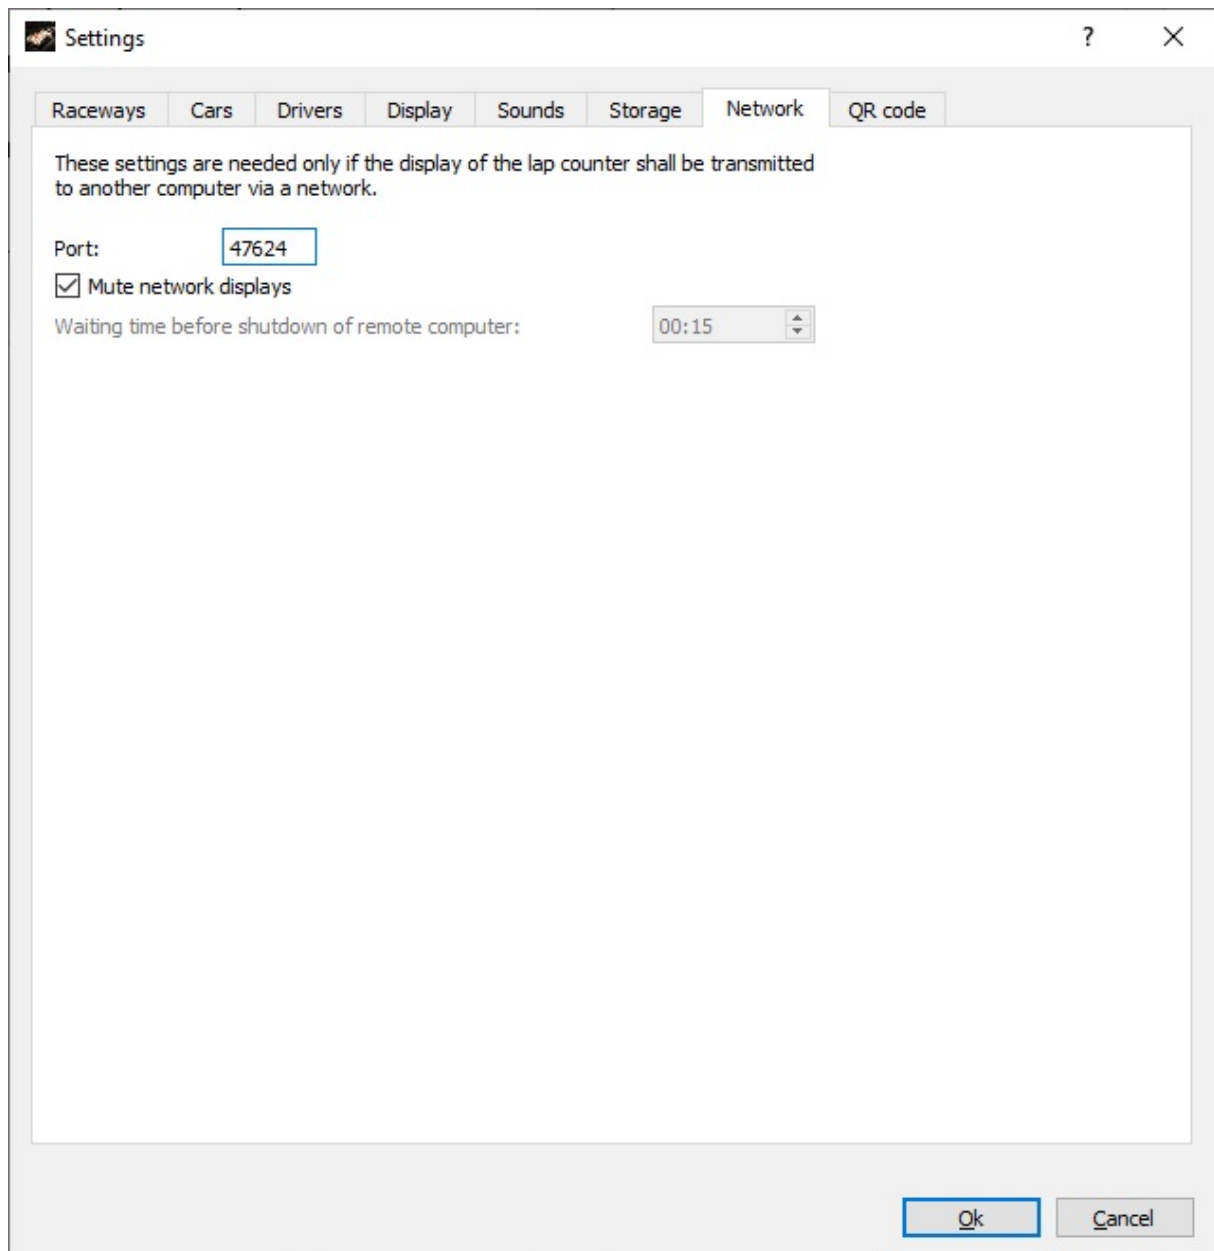 Settings
Raceways Cars Drivers Display Sounds Storage Network QR code
These settings are needed only if the display of the lap counter shall be transmitted
to another computer via a network.
Port: 47624
Mute network displays
Waiting time before shutdown of remote computer: 00:15
Ok Cancel